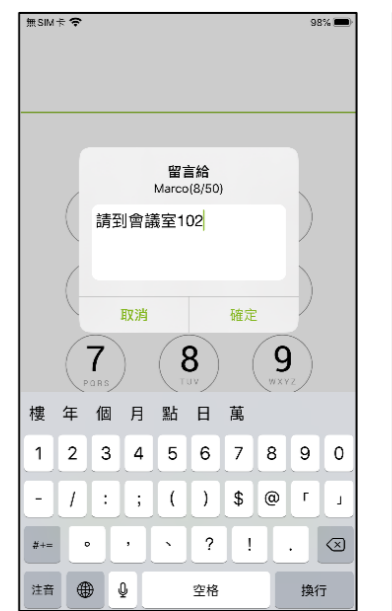 無SIM卡 98%
留言給
Marco(8/50)
請到會議室102
取消 確定
7 8 9
PQRS TUV WXYZ
樓 年 個 月 點 日 萬
1 2 3 4 5 6 7 8 9 0
- / : ; ( ) $ @ 「 」
#+= 。 , 、 ? ! .
注音 空格 換行